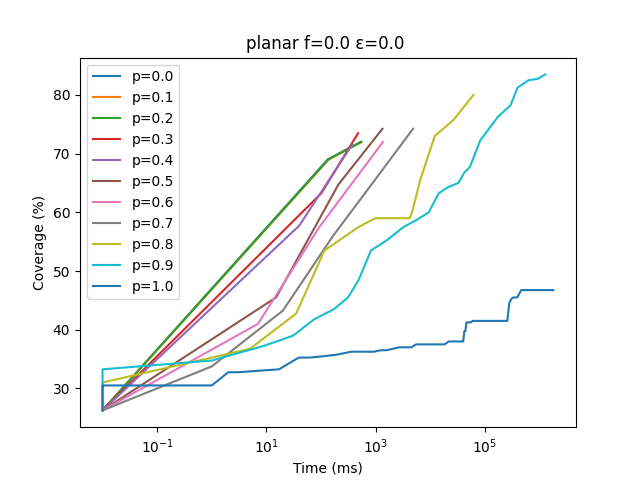 planar f=0.0 ε=0.0
p=0.0
p=0.1
p=0.2
p=0.3
p=0.4
p=0.5
p=0.6
p=0.7
p=0.8
p=0.9
p=1.0
Coverage (%)
80
70
60
50
40
30
10⁻¹ 10¹ 10³ 10⁵
Time (ms)